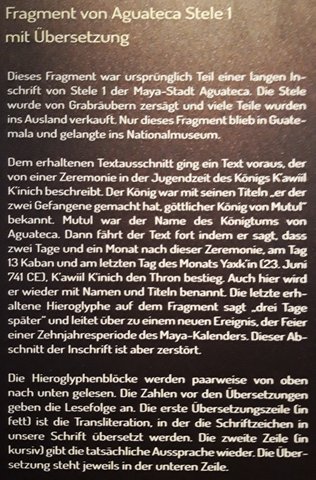 Fragment von Aguateca Stele 1
mit Übersetzung
Dieses Fragment war ursprünglich Teil einer langen In-
schrift von Stele 1 der Maya-Stadt Aguateca. Die Stele
wurde von Grabräubern zersägt und viele Teile wurden
ins Ausland verkauft. Nur dieses Fragment blieb in Guate-
mala und gelangte ins Nationalmuseum.
Dem erhaltenen Textausschnitt ging ein Text voraus, der
von einer Zeremonie in der Jugendzeit des Königs K'awiil
K'inich beschreibt. Der König war mit seinen Titeln „er der
zwei Gefangene gemacht hat, göttlicher König von Mutul"
bekannt. Mutul war der Name des Königtums von
Aguateca. Dann fährt der Text fort indem er sagt, dass
zwei Tage und ein Monat nach dieser Zeremonie, am Tag
13 Kaban und am letzten Tag des Monats Yaxk'in (23. Juni
741 CE), K'awiil K'inich den Thron bestieg. Auch hier wird
er wieder mit Nanen und Titeln benannt. Die letzte erh-
altene Hieroglyphe auf dem Fragment sagt „drei Tage
später" und leitet über zu einem neuen Ereignis, der Feier
einer Zehnjahresperiode des Maya-Kalenders. Dieser Ab-
schnitt der Inschrift ist aber zerstört.
Die Hieroglyphenblöcke werden paarweise von oben
nach unten gelesen. Die Zahlen vor den Übersetzungen
geben die Lesefolge an. Die erste Übersetzungszeile (in
fett) ist die Transliteration, in der die Schriftzeichen in
unsere Schrift übersetzt werden. Die zweite Zeile (in
kursiv) gibt die tatsächliche Aussprache wieder. Die Über-
setzung steht jeweils in der unteren Zeile.